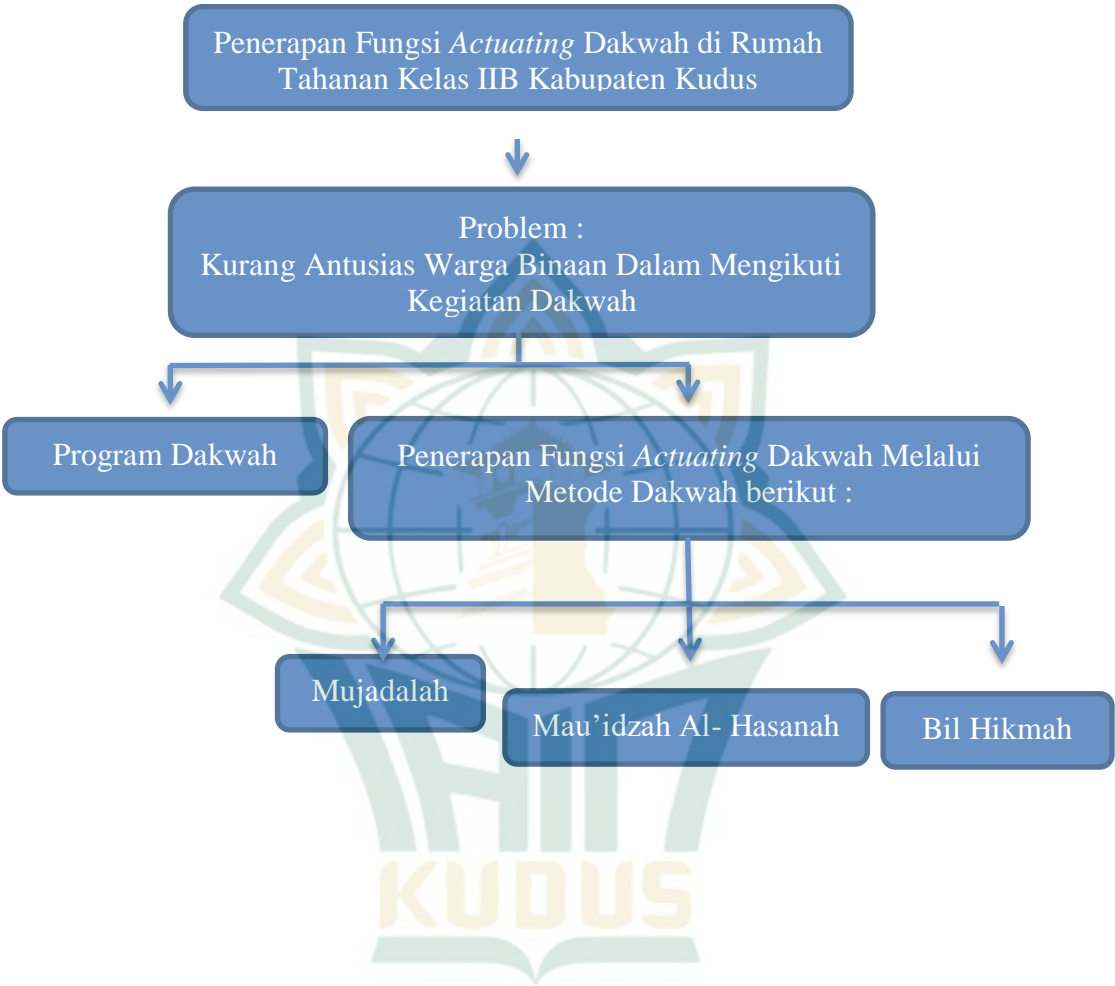 Penerapan Fungsi Actuating Dakwah di Rumah
Tahanan Kelas IIB Kabupaten Kudus
Problem :
Kurang Antusias Warga Binaan Dalam Mengikuti
Kegiatan Dakwah
Program Dakwah
Penerapan Fungsi Actuating Dakwah Melalui
Metode Dakwah berikut :
Mujadalah
Mau’idzah Al- Hasanah
Bil Hikmah
IAIN
KUDUS